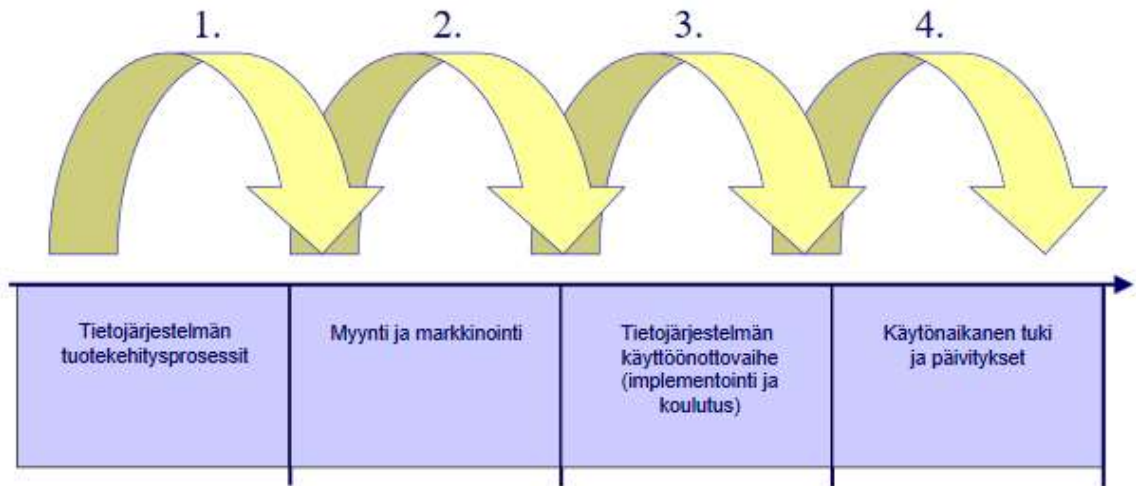 1.
2.
3.
4.
Tietojärjestelmän
tuotekehitysprosessit
Myynti ja markkinointi
Tietojärjestelmän
käyttöönottovaihe
(implementointi ja
koulutus)
Käytönaikanen tuki
ja päivitykset